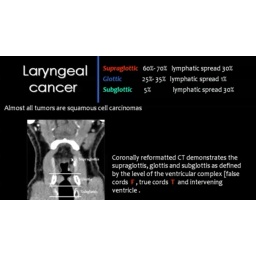 Laryngeal
cancer
Supraglottic 60%-70% lymphatic spread 30%
Glottic 25%-35% lymphatic spread 1%
Subglottic 5% lymphatic spread 30%
Almost all tumors are squamous cell carcinomas
Supraglottis
Subglottis
Coronally reformatted CT demonstrates the
supraglottis, glottis and subglottis as defined
by the level of the ventricular complex [false
cords F , true cords T and intervening
ventricle .